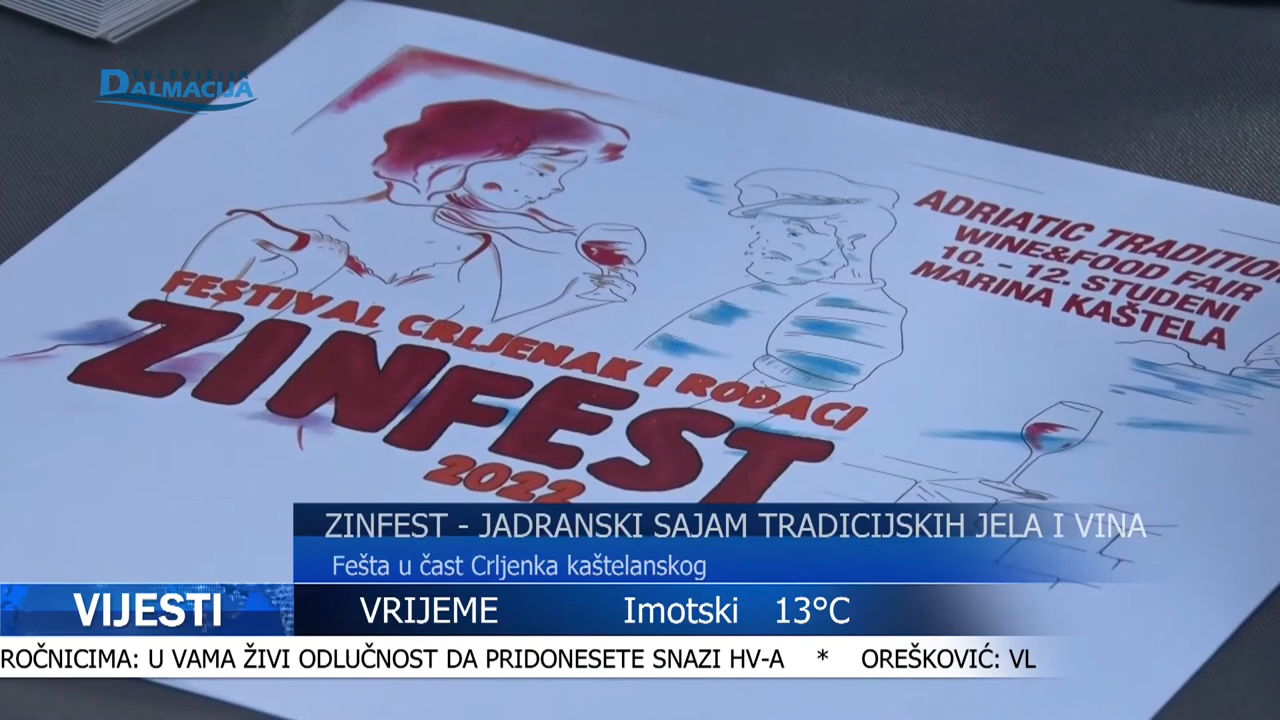 TELEVIZIJA
DALMACIJA
ADRIATIC TRADITION
WINE&FOOD FAIR
10. - 12. STUDENI
MARINA KAŠTELA
FESTIVAL CRLJENAK I ROĐACI
ZINFEST
2022
ZINFEST - JADRANSKI SAJAM TRADICIJSKIH JELA I VINA
Fešta u čast Crljenka kaštelanskog
VIJESTI
VRIJEME Imotski 13°C
ROČNICIMA: U VAMA ŽIVI ODLUČNOST DA PRIDONESETE SNAZI HV-A * OREŠKOVIĆ: VL